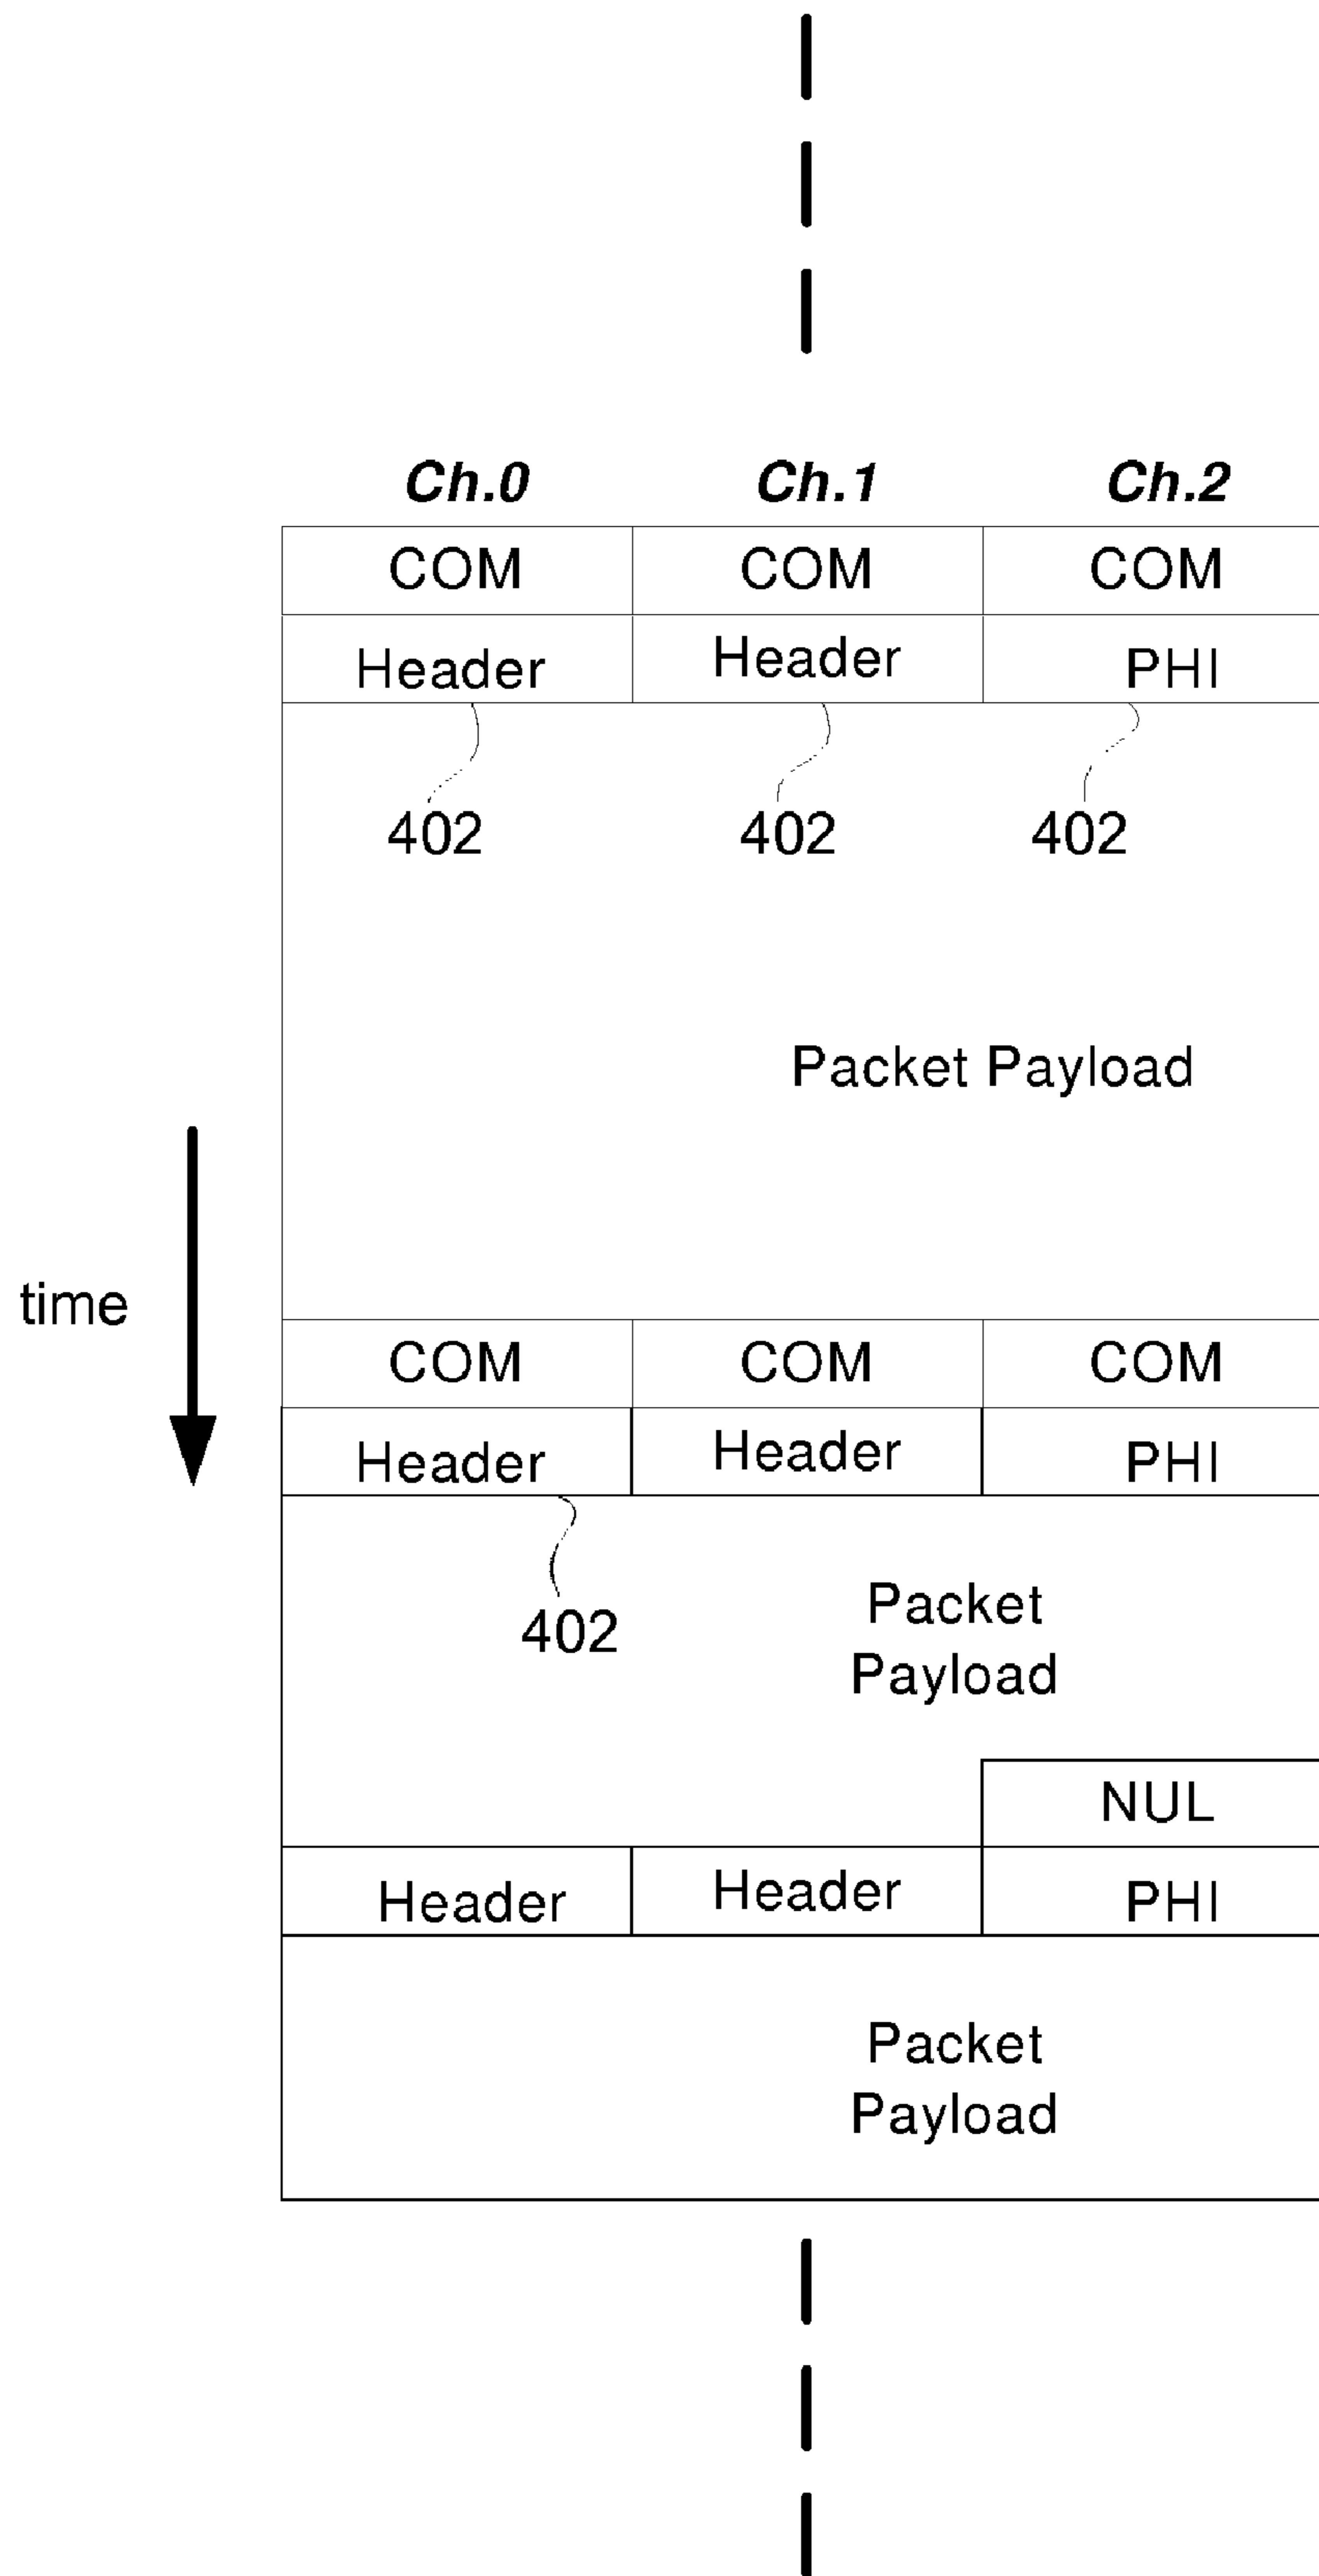 Ch.0 Ch.1 Ch.2
COM COM COM
Header Header PHI
402 402 402
Packet Payload
time
COM COM COM
Header Header PHI
402
Packet
Payload
NUL
Header Header PHI
Packet
Payload